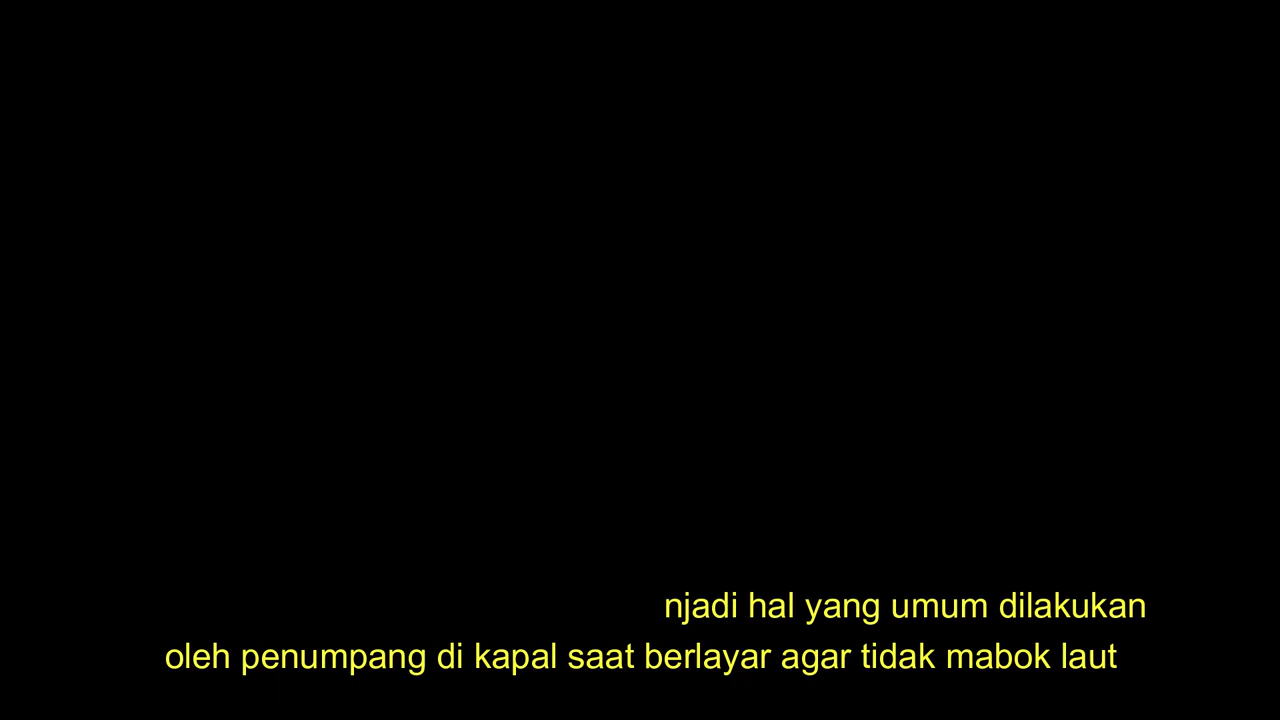 njadi hal yang umum dilakukan
oleh penumpang di kapal saat berlayar agar tidak mabok laut